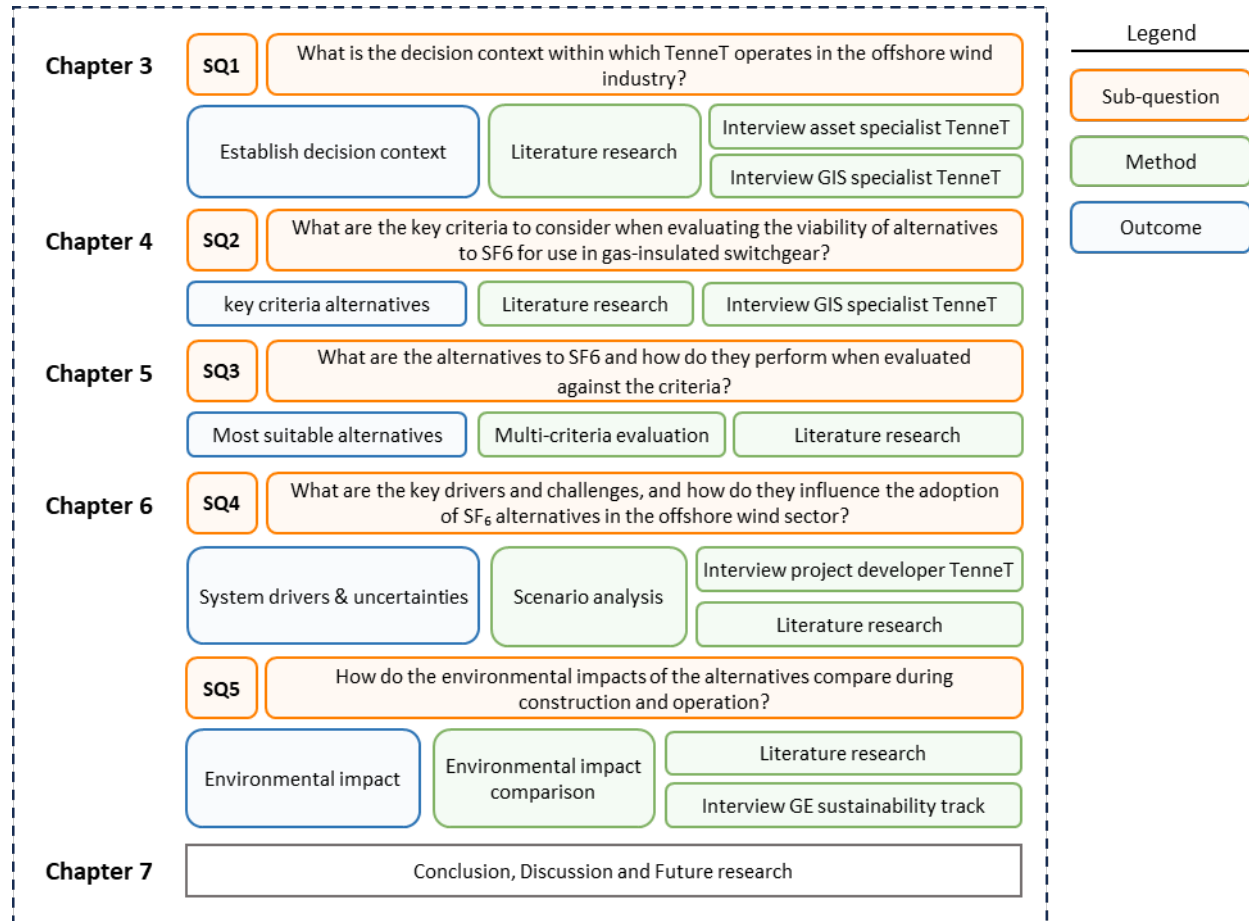 Chapter 3
SQ1
What is the decision context within which TenneT operates in the offshore wind
industry?
Establish decision context
Literature research
Interview asset specialist TenneT
Interview GIS specialist TenneT
Chapter 4
SQ2
What are the key criteria to consider when evaluating the viability of alternatives
to SF6 for use in gas-insulated switchgear?
key criteria alternatives
Literature research
Interview GIS specialist TenneT
Chapter 5
SQ3
What are the alternatives to SF6 and how do they perform when evaluated
against the criteria?
Most suitable alternatives
Multi-criteria evaluation
Literature research
Chapter 6
SQ4
What are the key drivers and challenges, and how do they influence the adoption
of SF₆ alternatives in the offshore wind sector?
System drivers & uncertainties
Scenario analysis
Interview project developer TenneT
Literature research
SQ5
How do the environmental impacts of the alternatives compare during
construction and operation?
Environmental impact
Environmental impact
comparison
Literature research
Interview GE sustainability track
Chapter 7
Conclusion, Discussion and Future research
Legend
Sub-question
Method
Outcome